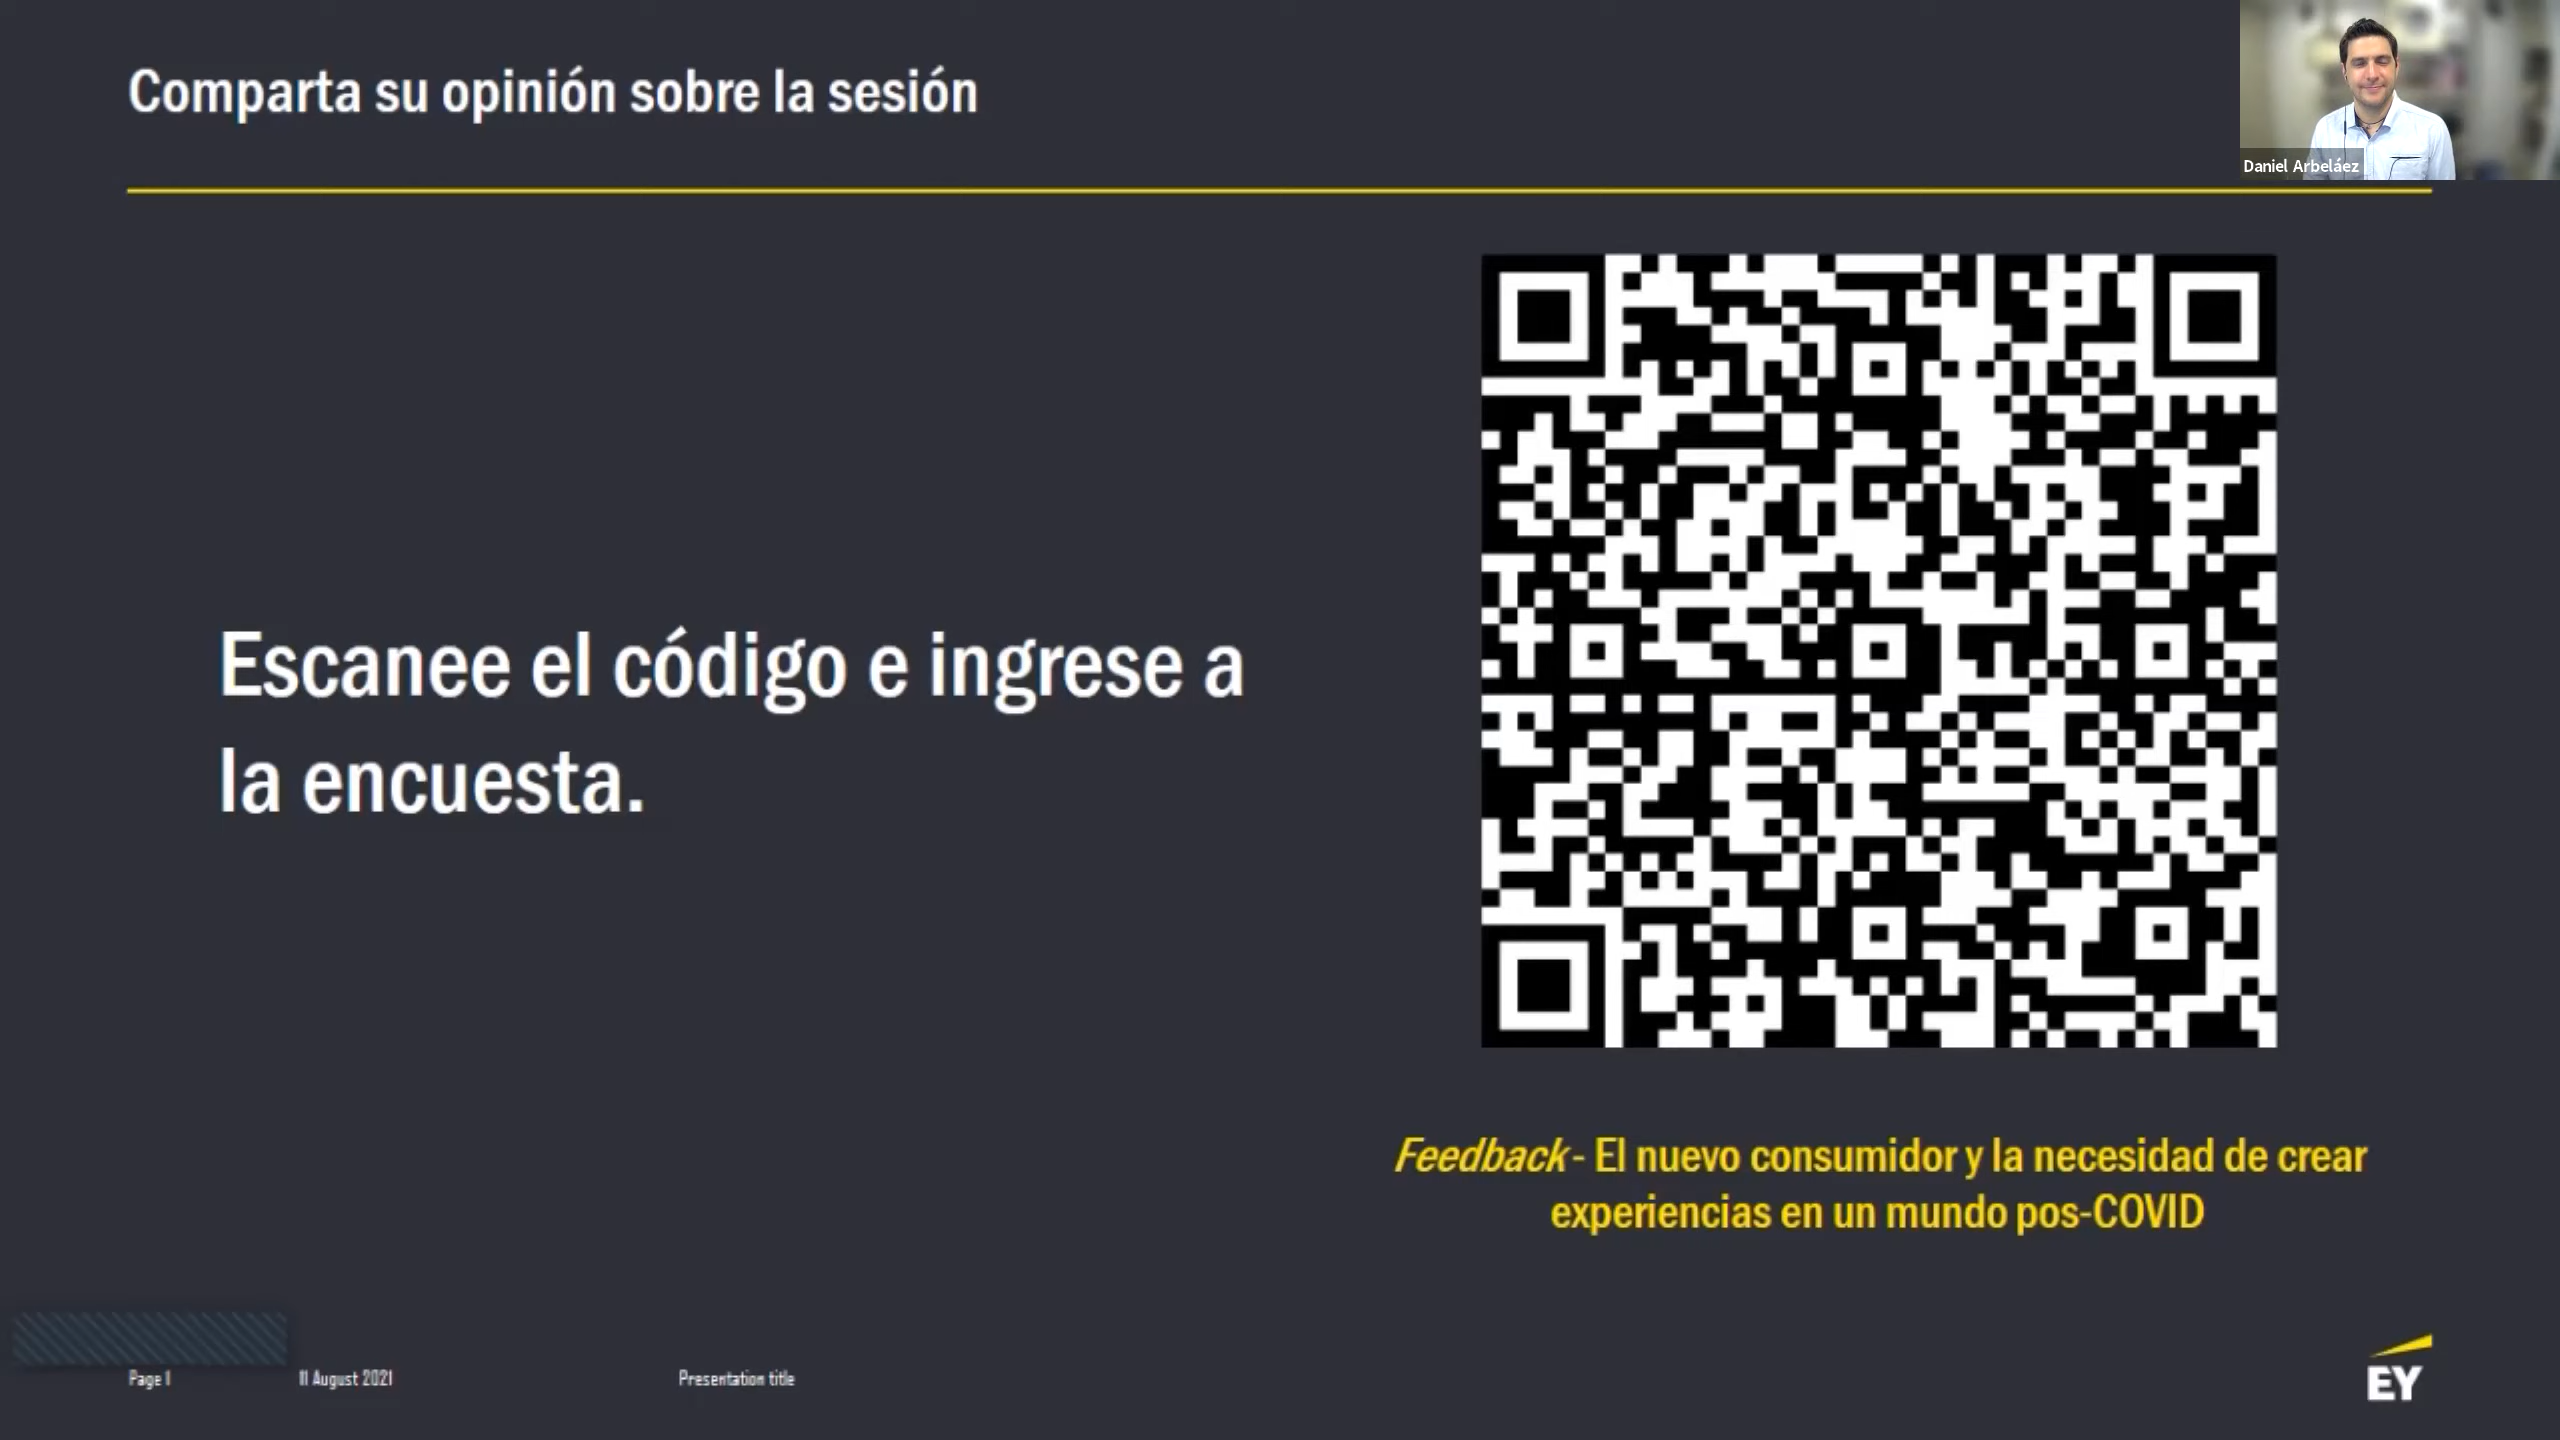 Comparta su opinión sobre la sesión
Daniel Arbeláez
Escanee el código e ingrese a
la encuesta.
Feedback - El nuevo consumidor y la necesidad de crear
experiencias en un mundo pos-COVID
Page 1
11 August 2021
Presentation title
EY